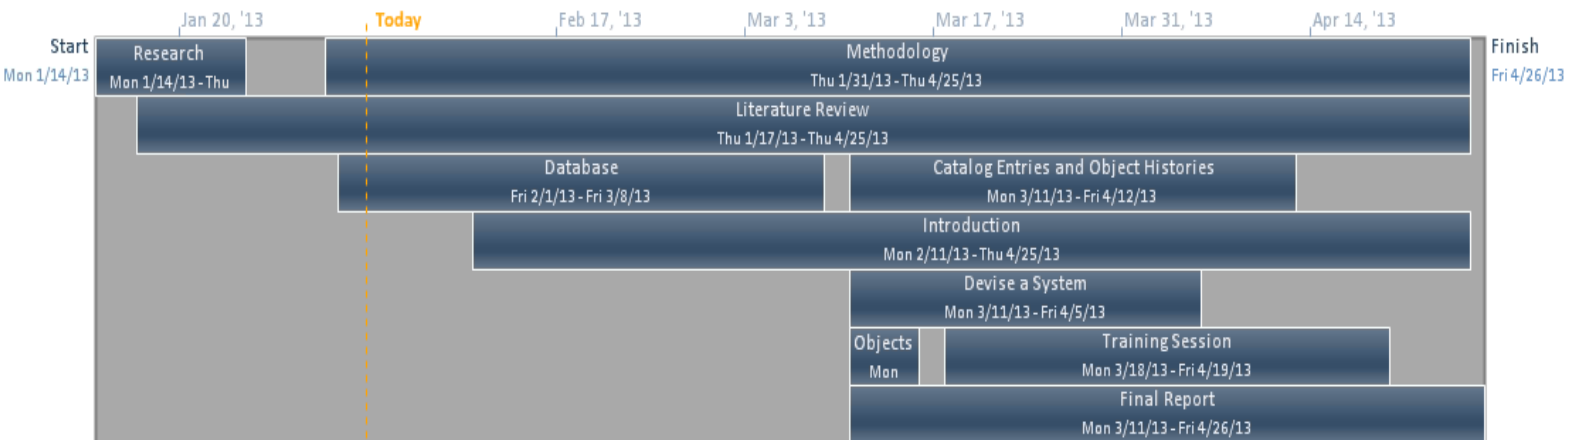 Jan 20, '13
Today
Feb 17, '13
Mar 3, '13
Mar 17, '13
Mar 31, '13
Apr 14, '13
Start
Mon 1/14/13
Research
Mon 1/14/13 - Thu
Methodology
Thu 1/31/13 - Thu 4/25/13
Finish
Fri 4/26/13
Literature Review
Thu 1/17/13 - Thu 4/25/13
Database
Fri 2/1/13 - Fri 3/8/13
Catalog Entries and Object Histories
Mon 3/11/13 - Fri 4/12/13
Introduction
Mon 2/11/13 - Thu 4/25/13
Devise a System
Mon 3/11/13 - Fri 4/5/13
Objects
Mon
Training Session
Mon 3/18/13 - Fri 4/19/13
Final Report
Mon 3/11/13 - Fri 4/26/13